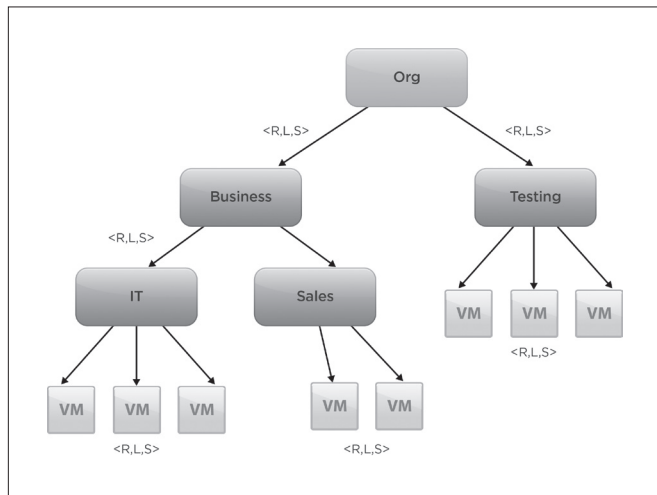 Org
<R,L,S>
<R,L,S>
Business
Testing
<R,L,S>
IT
Sales
VM
VM
VM
<R,L,S>
VM
VM
VM
VM
VM
<R,L,S>
<R,L,S>